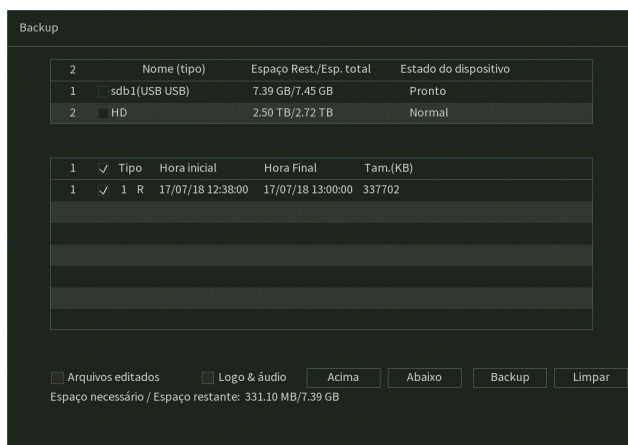 Backup
2 Nome (tipo) Espaço Rest./Esp. total Estado do dispositivo
1 sdb1(USB USB) 7.39 GB/7.45 GB Pronto
2 HD 2.50 TB/2.72 TB Normal
1 Tipo Hora inicial Hora Final Tam.(KB)
1 1 R 17/07/18 12:38:00 17/07/18 13:00:00 337702
Arquivos editados Logo & áudio Acima Abaixo Backup Limpar
Espaço necessário / Espaço restante: 331.10 MB/7.39 GB